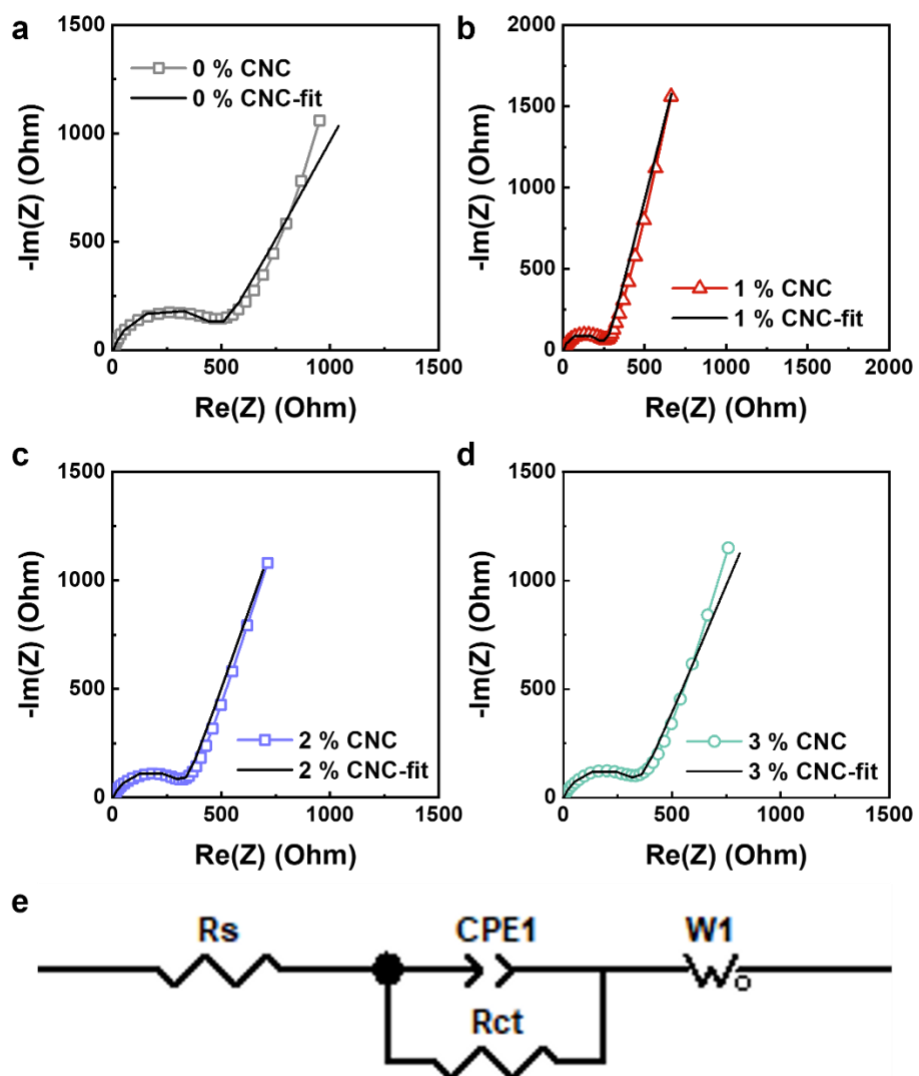 a
1500
1000
500
0
0 500 1000 1500
-Im(Z) (Ohm)
Re(Z) (Ohm)
0 % CNC
0 % CNC-fit
b
2000
1500
1000
500
0
0 500 1000 1500 2000
-Im(Z) (Ohm)
Re(Z) (Ohm)
1 % CNC
1 % CNC-fit
c
1500
1000
500
0
0 500 1000 1500
-Im(Z) (Ohm)
Re(Z) (Ohm)
2 % CNC
2 % CNC-fit
d
1500
1000
500
0
0 500 1000 1500
-Im(Z) (Ohm)
Re(Z) (Ohm)
3 % CNC
3 % CNC-fit
e
Rs CPE1 W1
Rct